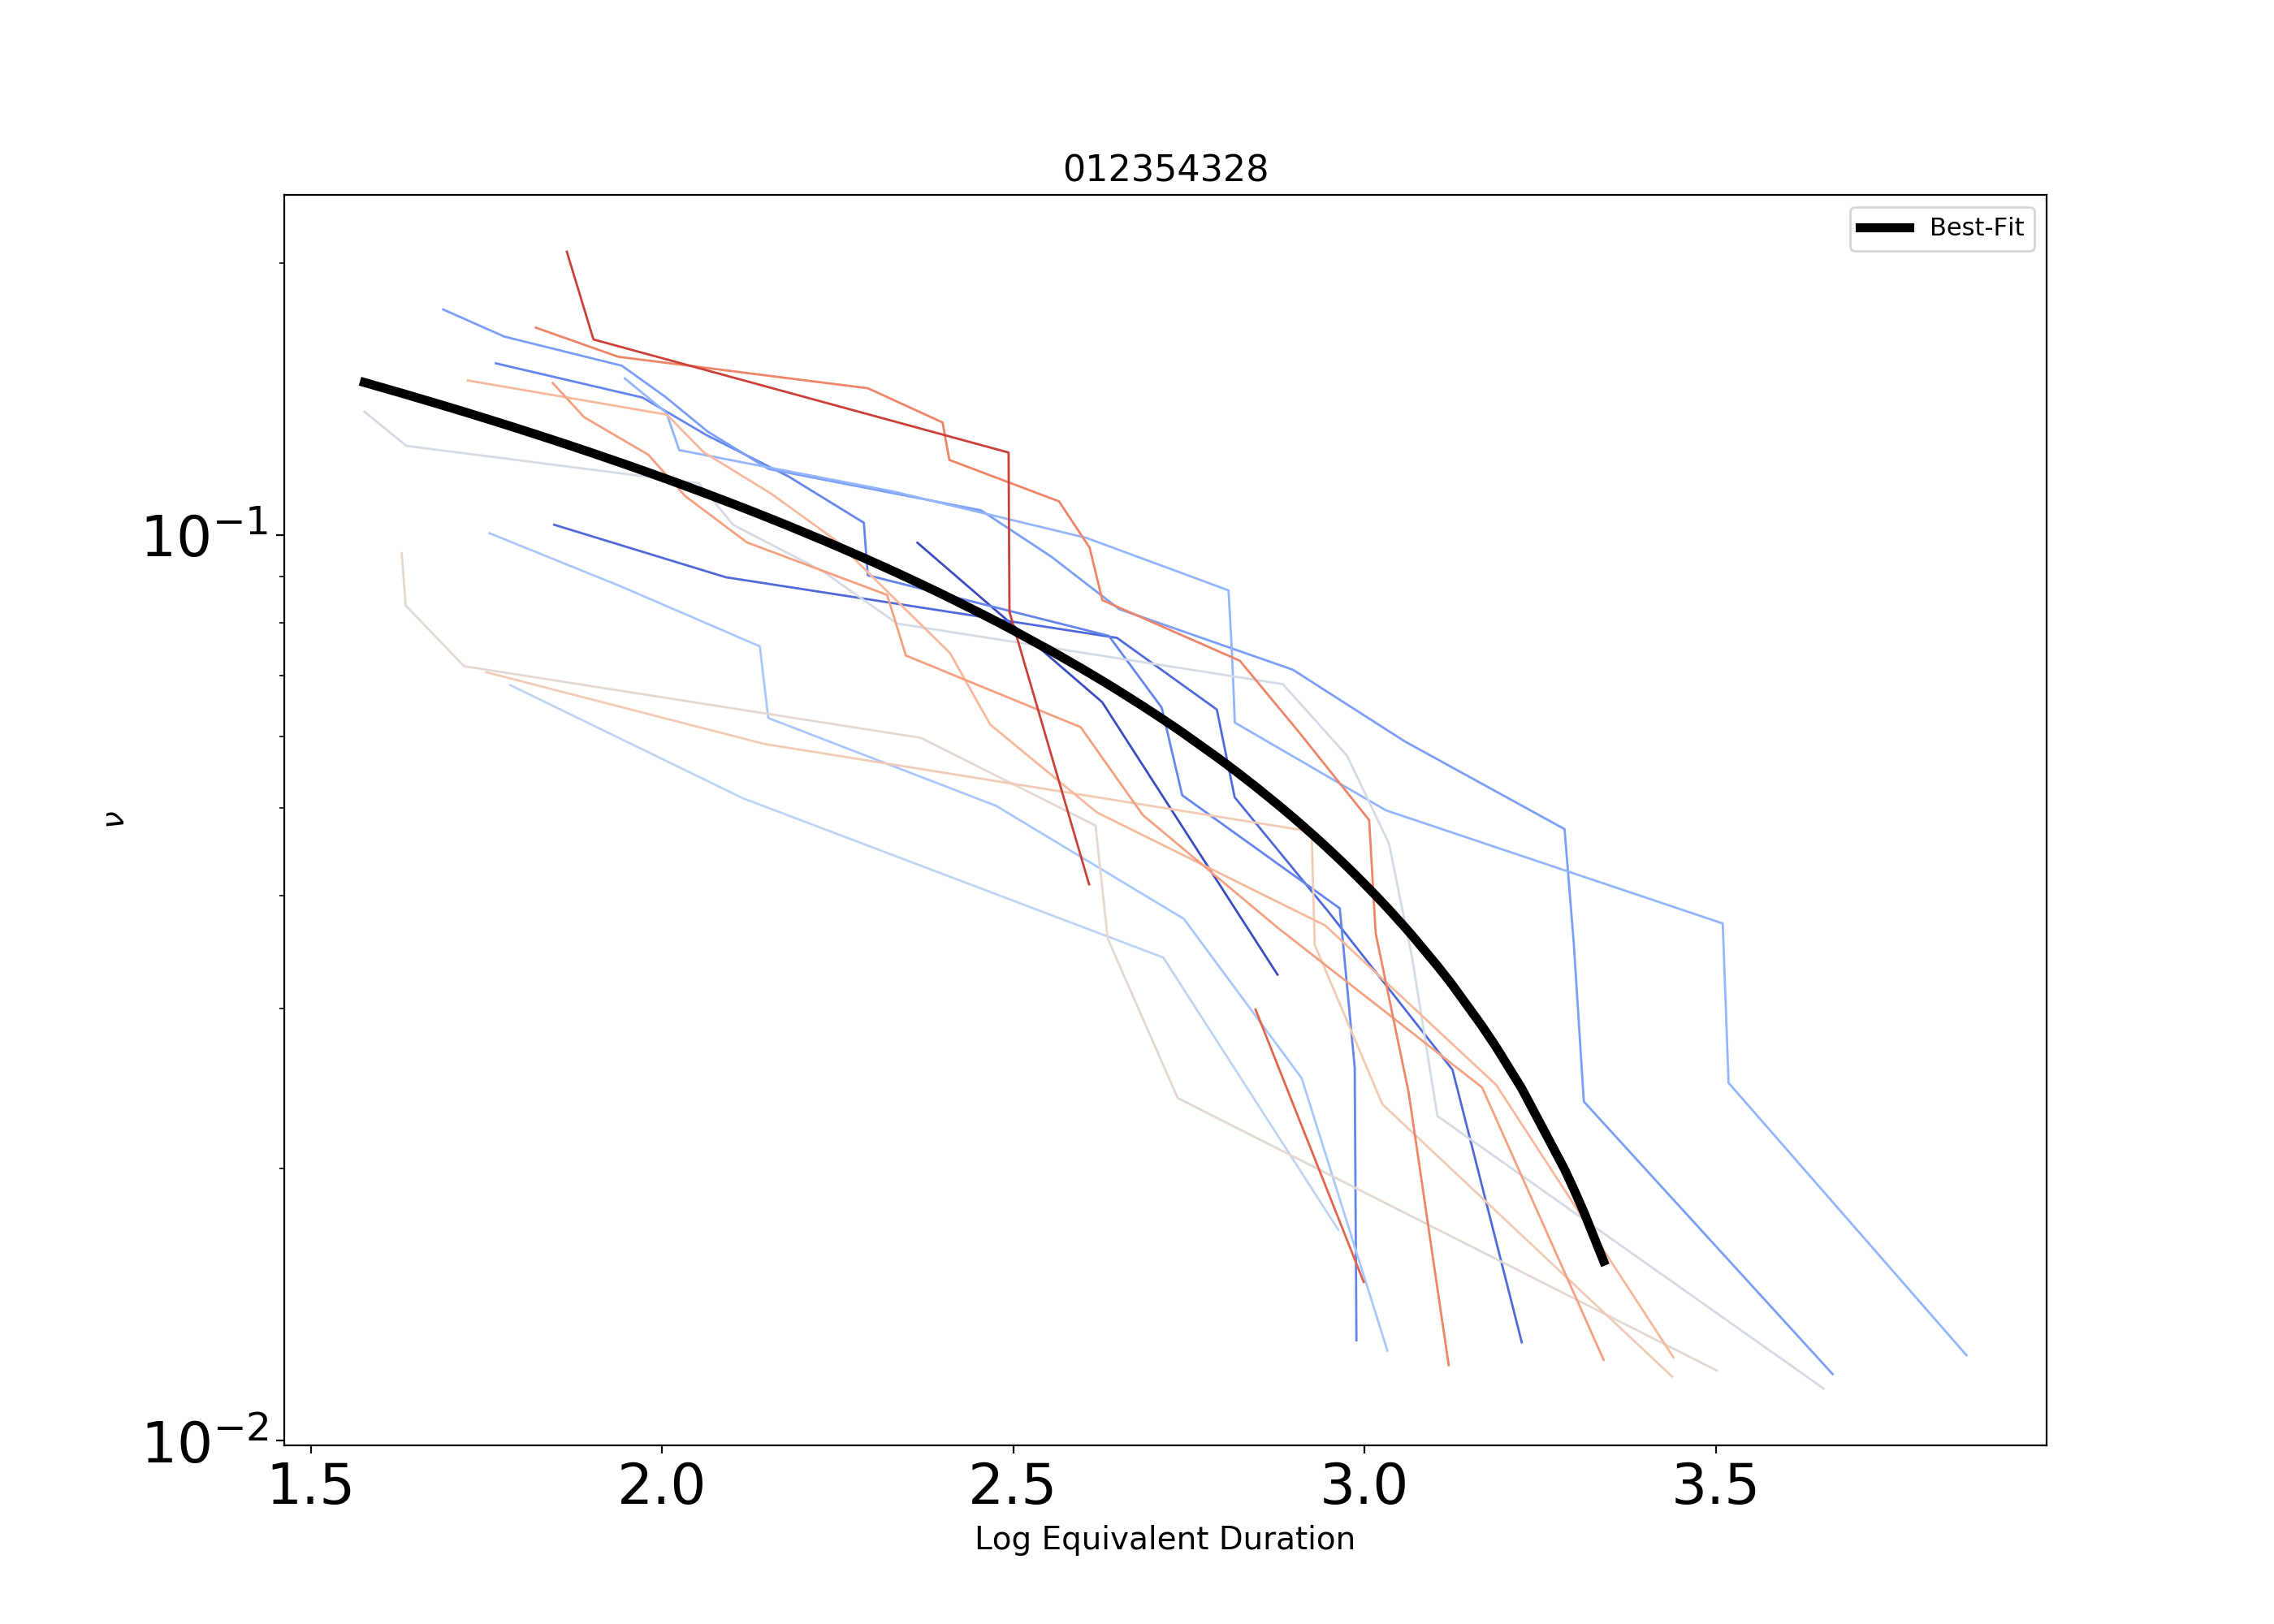 012354328
Best-Fit
10⁻¹
ν
10⁻²
1.5 2.0 2.5 3.0 3.5
Log Equivalent Duration